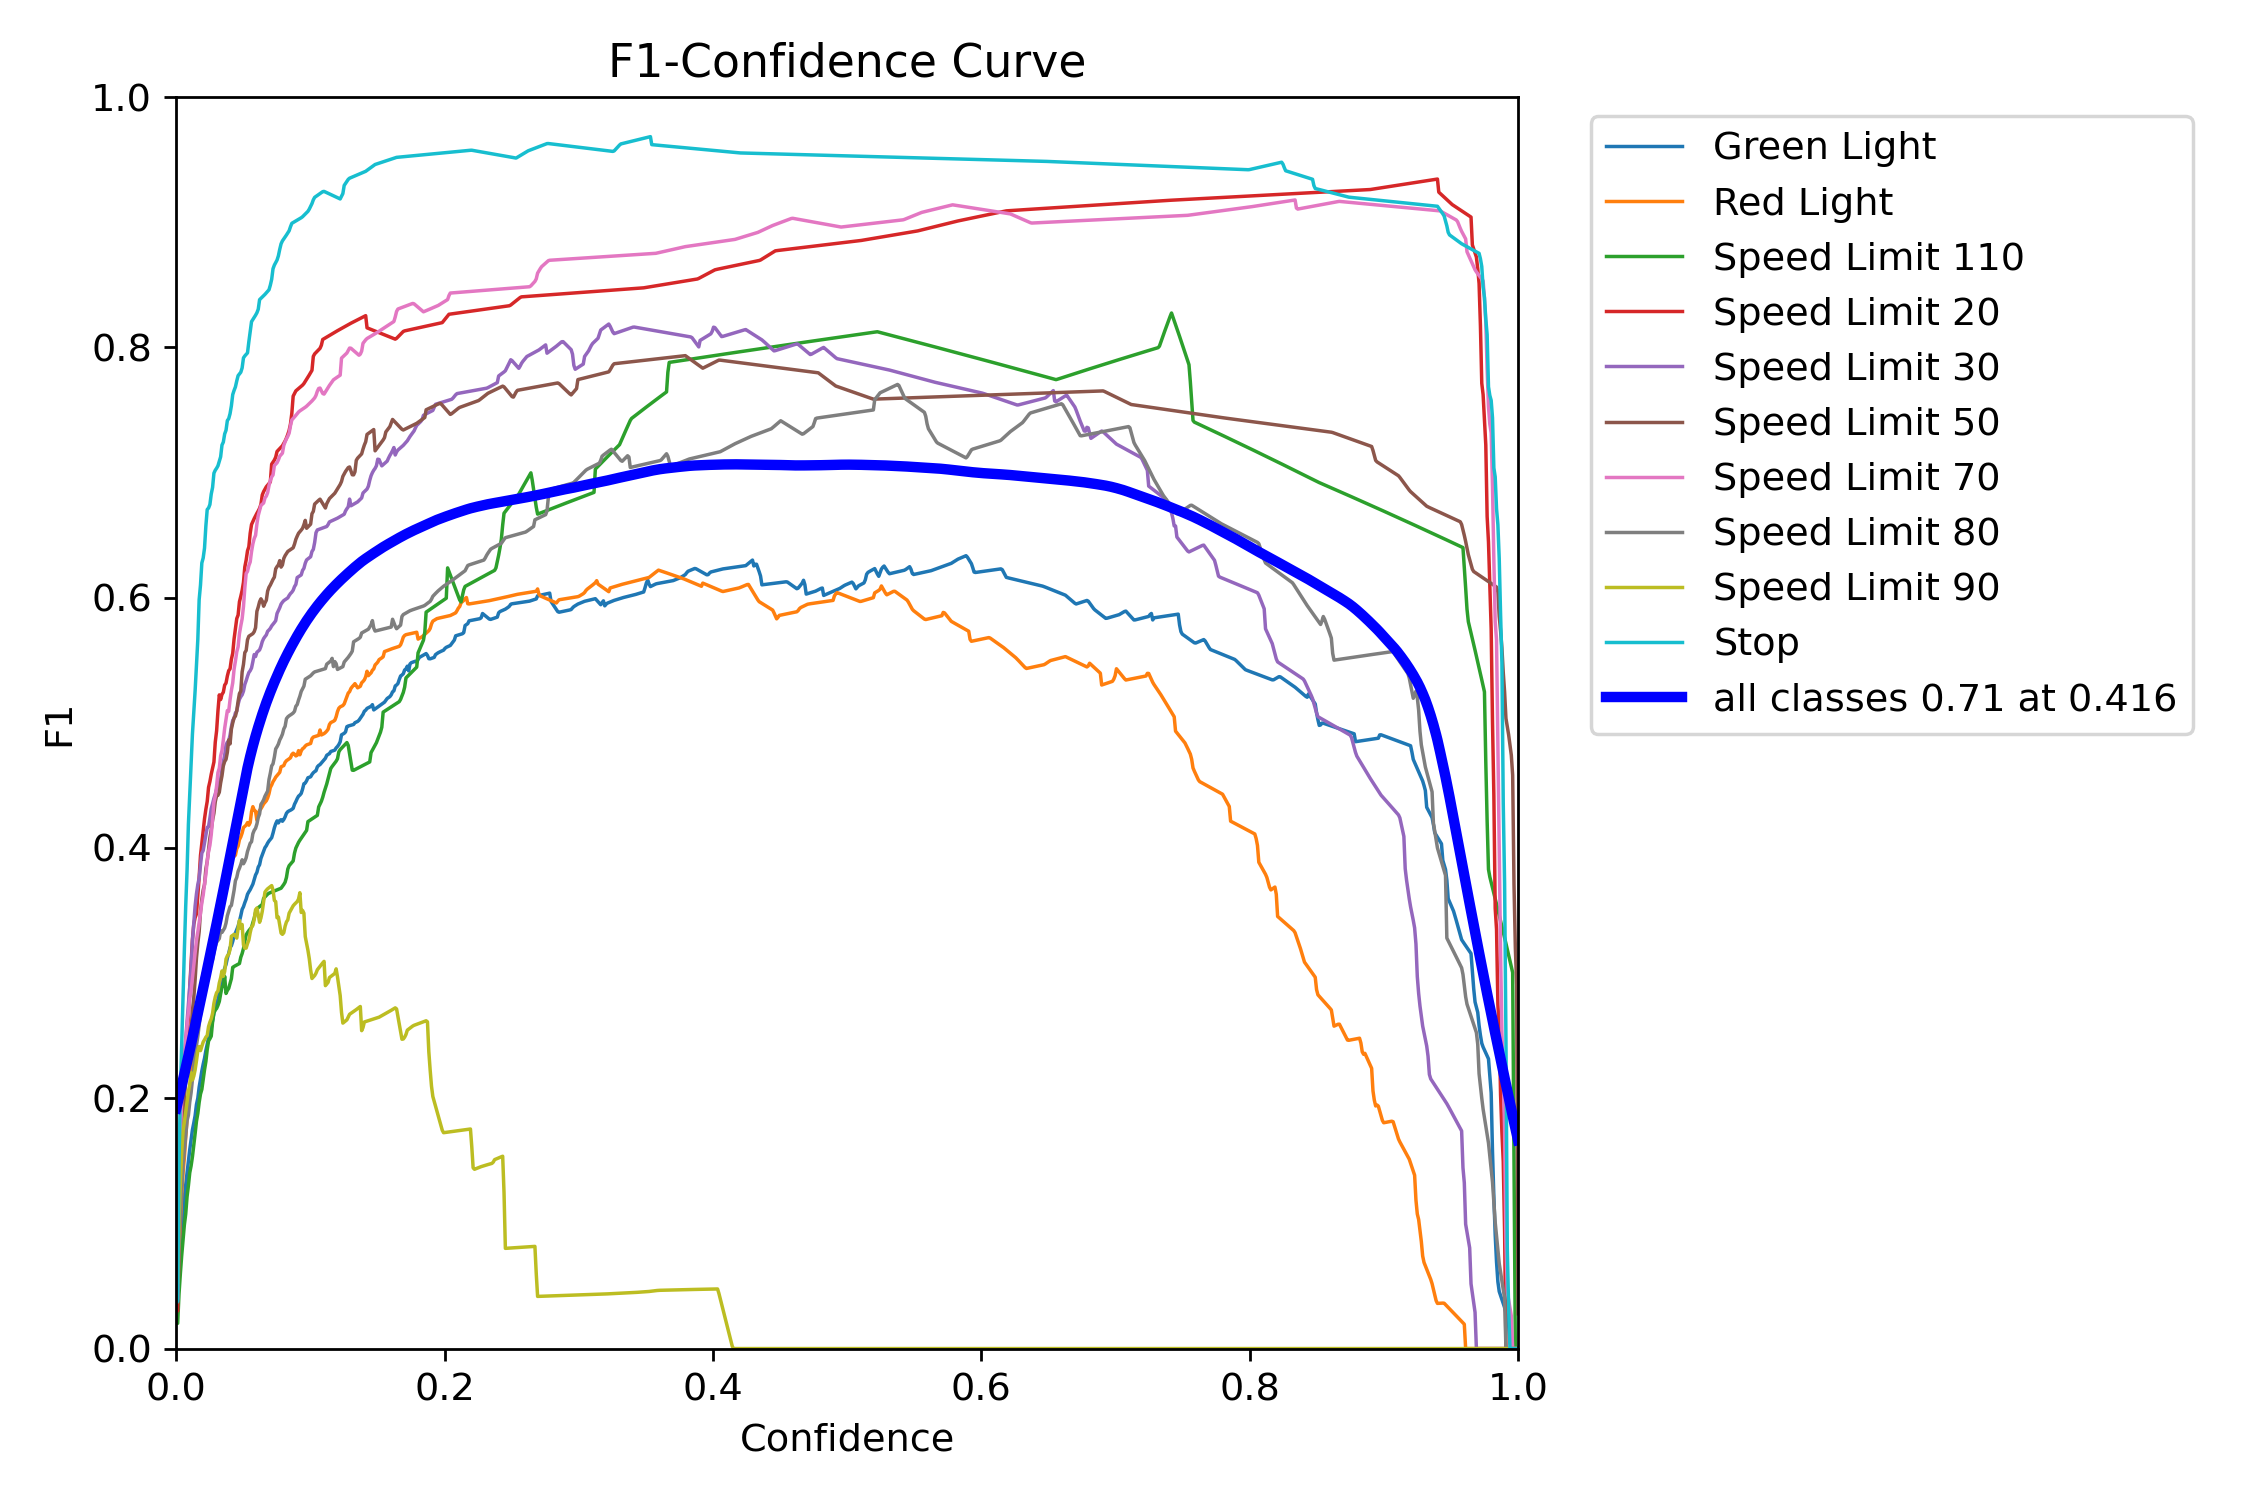 F1-Confidence Curve
1.0
0.8
0.6
0.4
0.2
0.0
F1
0.0 0.2 0.4 0.6 0.8 1.0
Confidence
Green Light
Red Light
Speed Limit 110
Speed Limit 20
Speed Limit 30
Speed Limit 50
Speed Limit 70
Speed Limit 80
Speed Limit 90
Stop
all classes 0.71 at 0.416